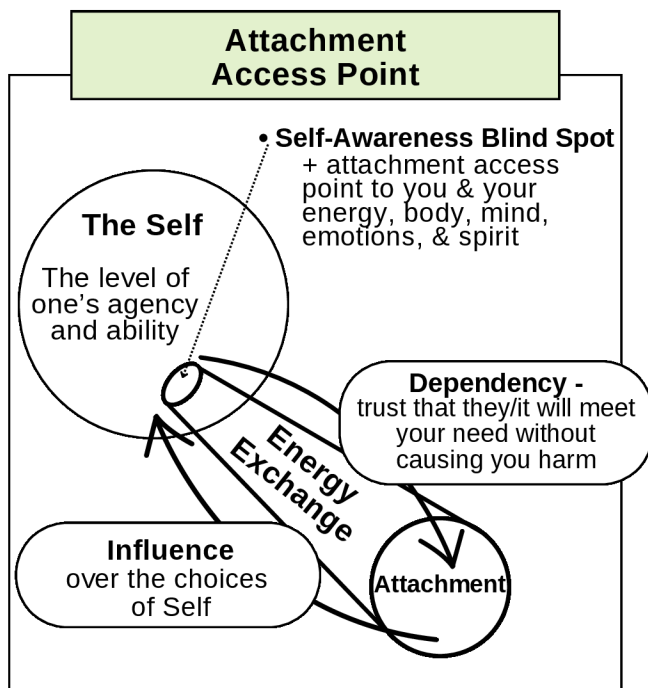 Attachment
Access Point
• Self-Awareness Blind Spot
+ attachment access
point to you & your
energy, body, mind,
emotions, & spirit
The Self
The level of
one’s agency
and ability
Dependency -
trust that they/it will meet
your need without
causing you harm
Energy
Exchange
Influence
over the choices
of Self
Attachment